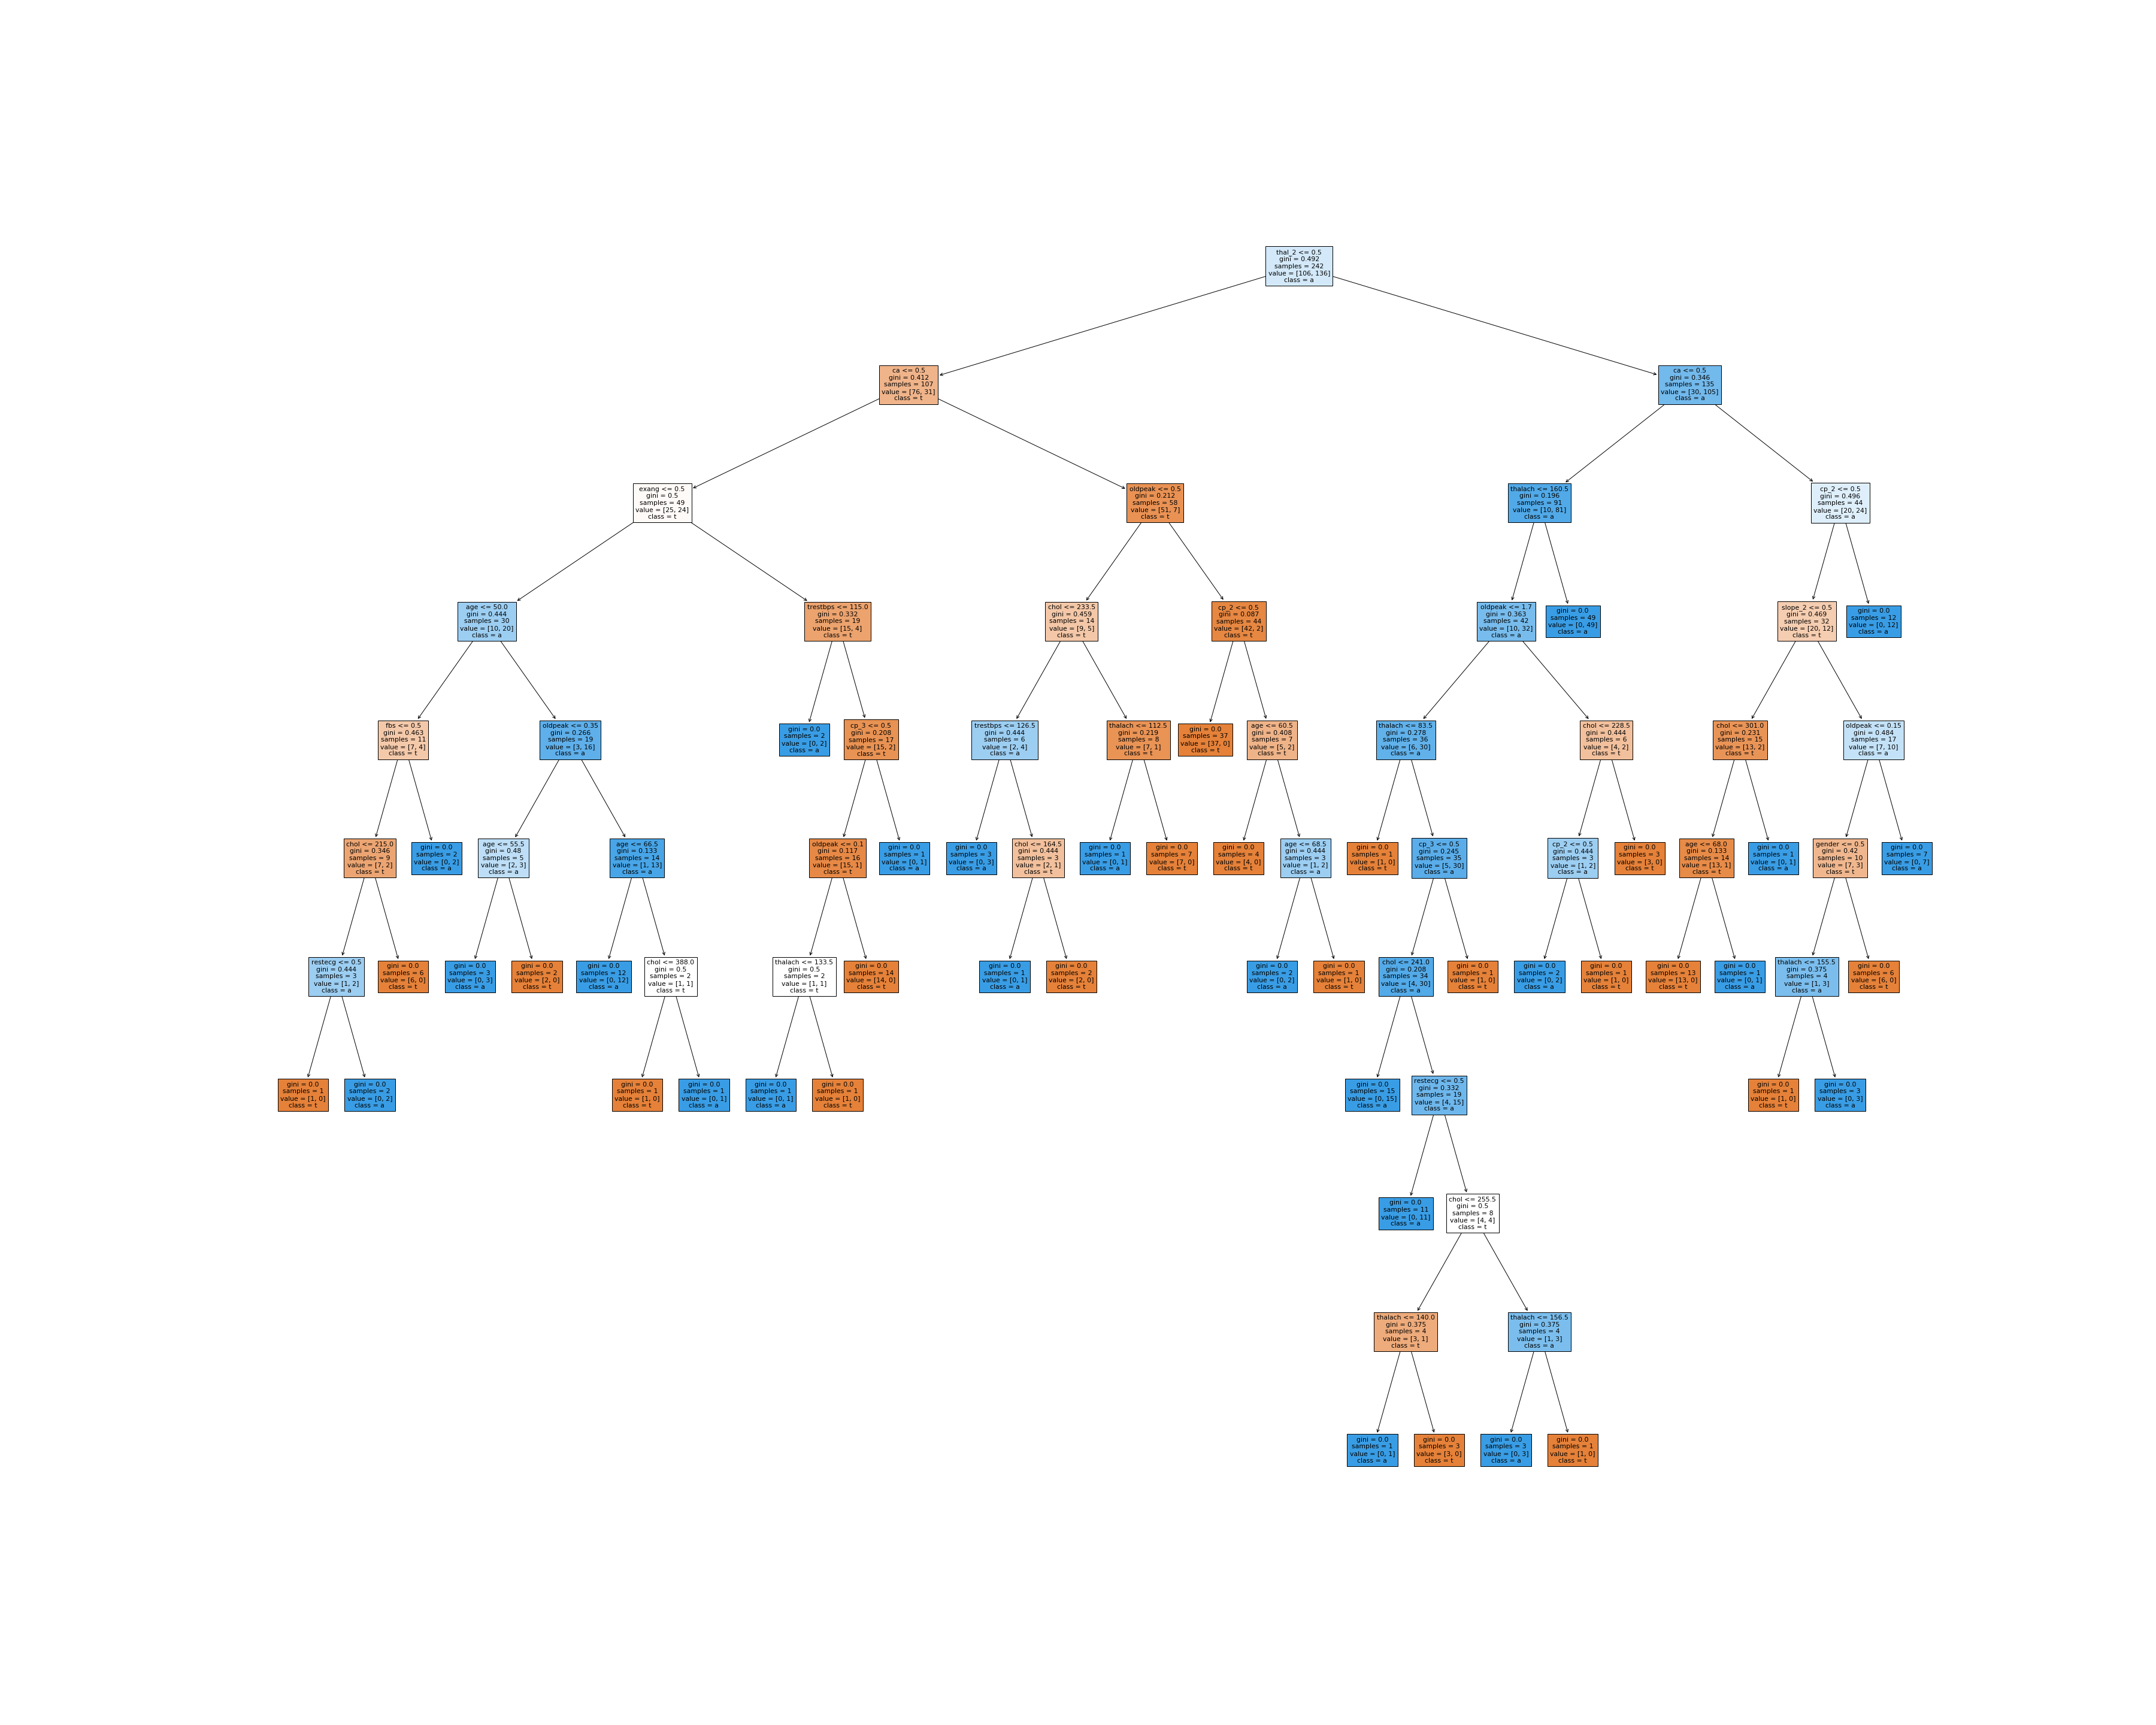 thal_2 <= 0.5
gini = 0.492
samples = 242
value = [106, 136]
class = a
ca <= 0.5
gini = 0.412
samples = 107
value = [76, 31]
class = t
ca <= 0.5
gini = 0.346
samples = 135
value = [30, 105]
class = a
exang <= 0.5
gini = 0.5
samples = 49
value = [25, 24]
class = t
oldpeak <= 0.5
gini = 0.212
samples = 58
value = [51, 7]
class = t
thalach <= 160.5
gini = 0.196
samples = 91
value = [10, 81]
class = a
cp_2 <= 0.5
gini = 0.496
samples = 44
value = [20, 24]
class = a
age <= 50.0
gini = 0.444
samples = 30
value = [10, 20]
class = a
trestbps <= 115.0
gini = 0.332
samples = 19
value = [15, 4]
class = t
chol <= 233.5
gini = 0.459
samples = 14
value = [9, 5]
class = t
cp_2 <= 0.5
gini = 0.087
samples = 44
value = [42, 2]
class = t
oldpeak <= 1.7
gini = 0.363
samples = 42
value = [10, 32]
class = a
gini = 0.0
samples = 49
value = [0, 49]
class = a
slope_2 <= 0.5
gini = 0.469
samples = 32
value = [20, 12]
class = t
gini = 0.0
samples = 12
value = [0, 12]
class = a
fbs <= 0.5
gini = 0.463
samples = 11
value = [7, 4]
class = t
oldpeak <= 0.35
gini = 0.266
samples = 19
value = [3, 16]
class = a
gini = 0.0
samples = 2
value = [0, 2]
class = a
cp_3 <= 0.5
gini = 0.208
samples = 17
value = [15, 2]
class = t
trestbps <= 126.5
gini = 0.444
samples = 6
value = [2, 4]
class = a
thalach <= 112.5
gini = 0.219
samples = 8
value = [7, 1]
class = t
gini = 0.0
samples = 37
value = [37, 0]
class = t
age <= 60.5
gini = 0.408
samples = 7
value = [5, 2]
class = t
thalach <= 83.5
gini = 0.278
samples = 36
value = [6, 30]
class = a
chol <= 228.5
gini = 0.444
samples = 6
value = [4, 2]
class = t
chol <= 301.0
gini = 0.231
samples = 15
value = [13, 2]
class = t
oldpeak <= 0.15
gini = 0.484
samples = 17
value = [7, 10]
class = a
chol <= 215.0
gini = 0.346
samples = 9
value = [7, 2]
class = t
gini = 0.0
samples = 2
value = [0, 2]
class = a
age <= 55.5
gini = 0.48
samples = 5
value = [2, 3]
class = a
age <= 66.5
gini = 0.133
samples = 14
value = [1, 13]
class = a
oldpeak <= 0.1
gini = 0.117
samples = 16
value = [15, 1]
class = t
gini = 0.0
samples = 1
value = [0, 1]
class = a
gini = 0.0
samples = 3
value = [0, 3]
class = a
chol <= 164.5
gini = 0.444
samples = 3
value = [2, 1]
class = t
gini = 0.0
samples = 1
value = [0, 1]
class = a
gini = 0.0
samples = 7
value = [7, 0]
class = t
gini = 0.0
samples = 4
value = [4, 0]
class = t
age <= 68.5
gini = 0.444
samples = 3
value = [1, 2]
class = a
gini = 0.0
samples = 1
value = [1, 0]
class = t
cp_3 <= 0.5
gini = 0.245
samples = 35
value = [5, 30]
class = a
cp_2 <= 0.5
gini = 0.444
samples = 3
value = [1, 2]
class = a
gini = 0.0
samples = 3
value = [3, 0]
class = t
age <= 68.0
gini = 0.133
samples = 14
value = [13, 1]
class = t
gini = 0.0
samples = 1
value = [0, 1]
class = a
gender <= 0.5
gini = 0.42
samples = 10
value = [7, 3]
class = t
gini = 0.0
samples = 7
value = [0, 7]
class = a
restecg <= 0.5
gini = 0.444
samples = 3
value = [1, 2]
class = a
gini = 0.0
samples = 6
value = [6, 0]
class = t
gini = 0.0
samples = 3
value = [0, 3]
class = a
gini = 0.0
samples = 2
value = [2, 0]
class = t
gini = 0.0
samples = 12
value = [0, 12]
class = a
chol <= 388.0
gini = 0.5
samples = 2
value = [1, 1]
class = t
thalach <= 133.5
gini = 0.5
samples = 2
value = [1, 1]
class = t
gini = 0.0
samples = 14
value = [14, 0]
class = t
gini = 0.0
samples = 1
value = [0, 1]
class = a
gini = 0.0
samples = 2
value = [2, 0]
class = t
gini = 0.0
samples = 2
value = [0, 2]
class = a
gini = 0.0
samples = 1
value = [1, 0]
class = t
chol <= 241.0
gini = 0.208
samples = 34
value = [4, 30]
class = a
gini = 0.0
samples = 1
value = [1, 0]
class = t
gini = 0.0
samples = 2
value = [0, 2]
class = a
gini = 0.0
samples = 1
value = [1, 0]
class = t
gini = 0.0
samples = 13
value = [13, 0]
class = t
gini = 0.0
samples = 1
value = [0, 1]
class = a
thalach <= 155.5
gini = 0.375
samples = 4
value = [1, 3]
class = a
gini = 0.0
samples = 6
value = [6, 0]
class = t
gini = 0.0
samples = 1
value = [1, 0]
class = t
gini = 0.0
samples = 2
value = [0, 2]
class = a
gini = 0.0
samples = 1
value = [1, 0]
class = t
gini = 0.0
samples = 1
value = [0, 1]
class = a
gini = 0.0
samples = 1
value = [0, 1]
class = a
gini = 0.0
samples = 1
value = [1, 0]
class = t
gini = 0.0
samples = 15
value = [0, 15]
class = a
restecg <= 0.5
gini = 0.332
samples = 19
value = [4, 15]
class = a
gini = 0.0
samples = 1
value = [1, 0]
class = t
gini = 0.0
samples = 3
value = [0, 3]
class = a
gini = 0.0
samples = 11
value = [0, 11]
class = a
chol <= 255.5
gini = 0.5
samples = 8
value = [4, 4]
class = t
thalach <= 140.0
gini = 0.375
samples = 4
value = [3, 1]
class = t
thalach <= 156.5
gini = 0.375
samples = 4
value = [1, 3]
class = a
gini = 0.0
samples = 1
value = [0, 1]
class = a
gini = 0.0
samples = 3
value = [3, 0]
class = t
gini = 0.0
samples = 3
value = [0, 3]
class = a
gini = 0.0
samples = 1
value = [1, 0]
class = t